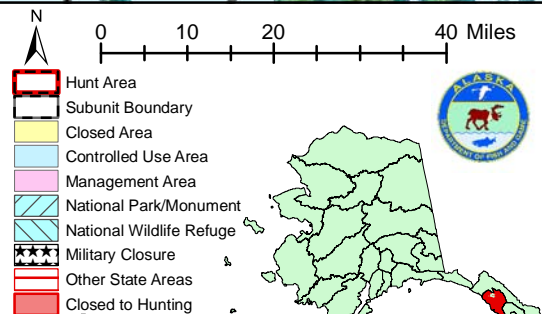 N
0 10 20 40 Miles
Hunt Area
Subunit Boundary
Closed Area
Controlled Use Area
Management Area
National Park/Monument
National Wildlife Refuge
Military Closure
Other State Areas
Closed to Hunting
ALASKA
DEPARTMENT OF FISH AND GAME